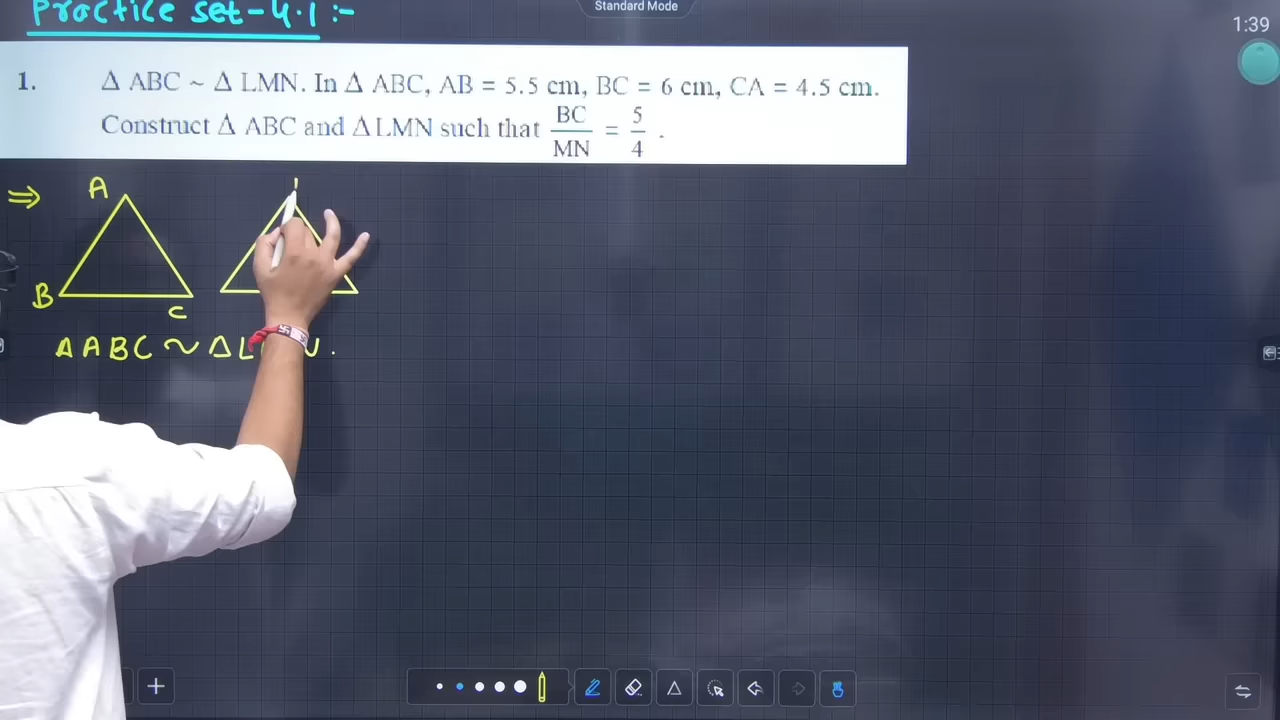 Standard Mode
1:39
Practice set-4.1:-
1. Δ ABC ~ Δ LMN. In Δ ABC, AB = 5.5 cm, BC = 6 cm, CA = 4.5 cm.
Construct Δ ABC and Δ LMN such that BC/MN = 5/4 .
⇒ A
B
C
Δ ABC ~ Δ L